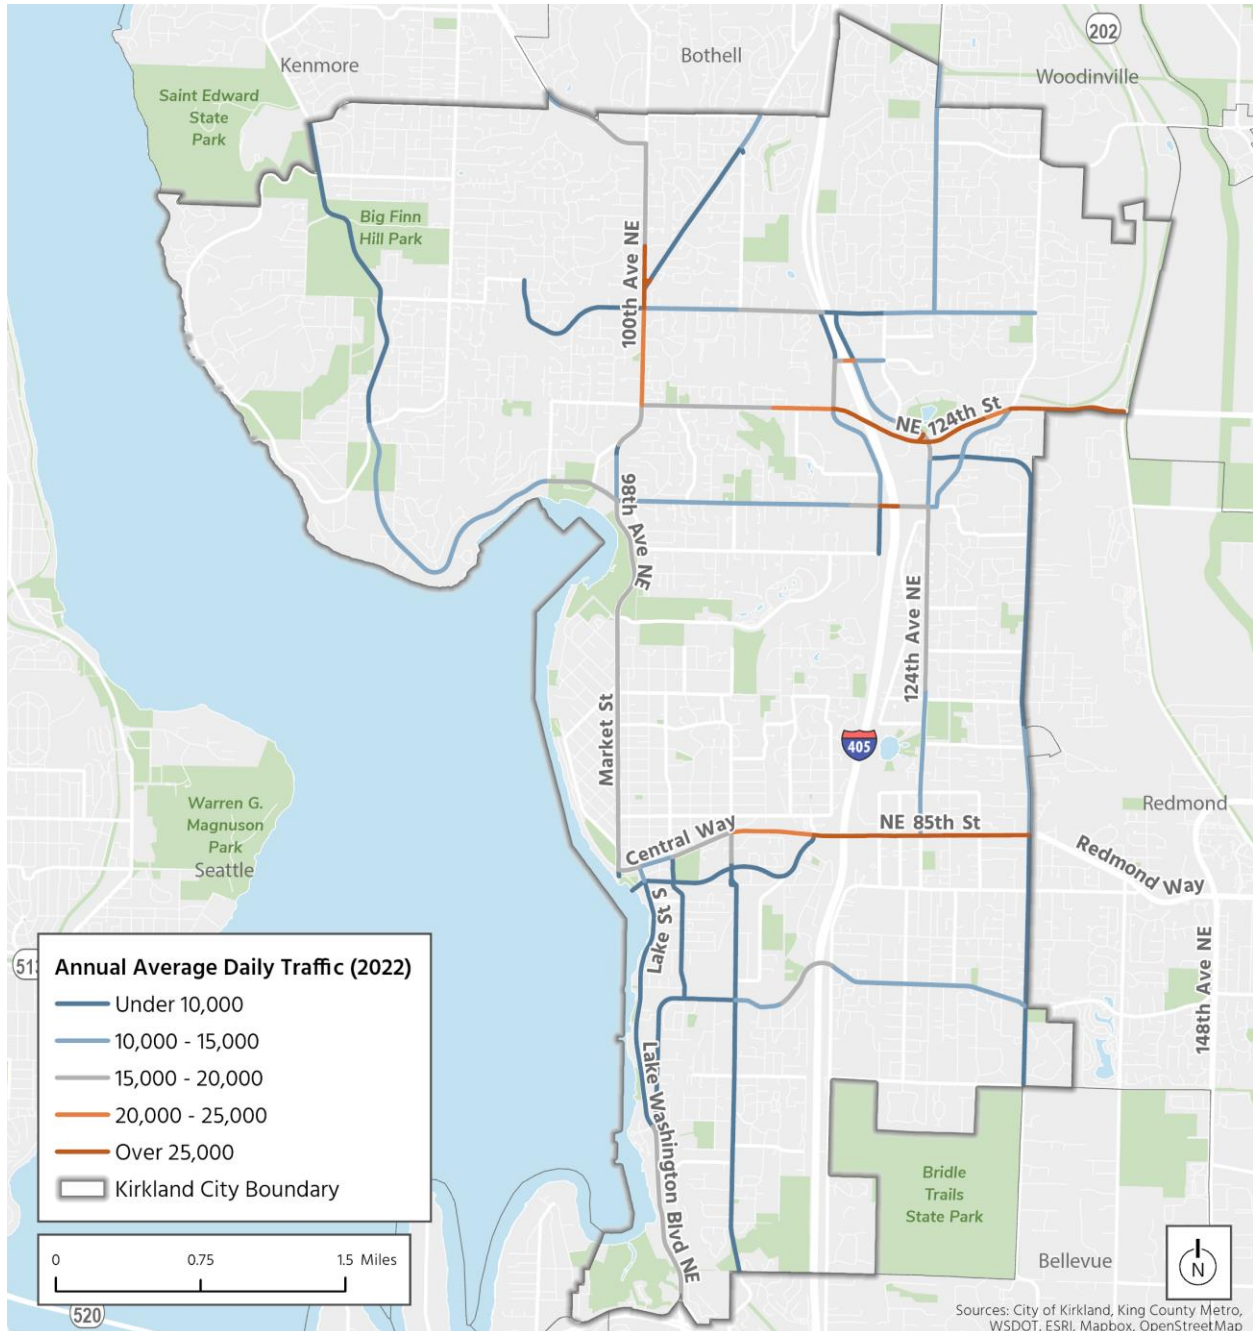 202
Kenmore
Bothell
Woodinville
Saint Edward
State
Park
Big Finn
Hill Park
100th Ave NE
NE 124th St
98th Ave NE
124th Ave NE
Market St
405
Redmond
Warren G.
Magnuson
Park
Seattle
Central Way
NE 85th St
Redmond Way
Lake St S
148th Ave NE
513
Annual Average Daily Traffic (2022)
Under 10,000
10,000 - 15,000
15,000 - 20,000
20,000 - 25,000
Over 25,000
Kirkland City Boundary
Lake Washington Blvd NE
Bridle
Trails
State Park
0 0.75 1.5 Miles
Bellevue
N
520
Sources: City of Kirkland, King County Metro,
WSDOT, ESRI, Mapbox, OpenStreetMap